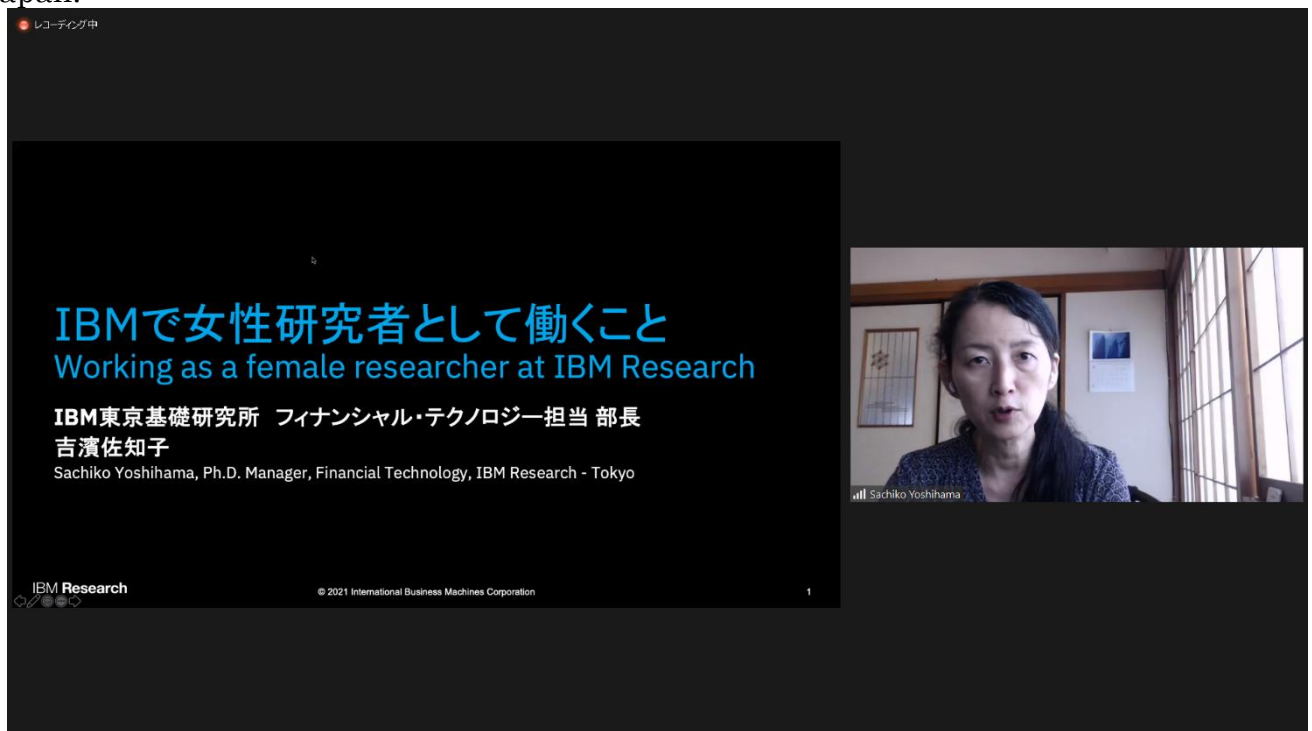 レコーディング中
IBMで女性研究者として働くこと
Working as a female researcher at IBM Research
IBM東京基礎研究所 フィナンシャル・テクノロジー担当 部長
吉濱佐知子
Sachiko Yoshihama, Ph.D. Manager, Financial Technology, IBM Research - Tokyo
Sachiko Yoshihama
IBM Research
© 2021 International Business Machines Corporation
1